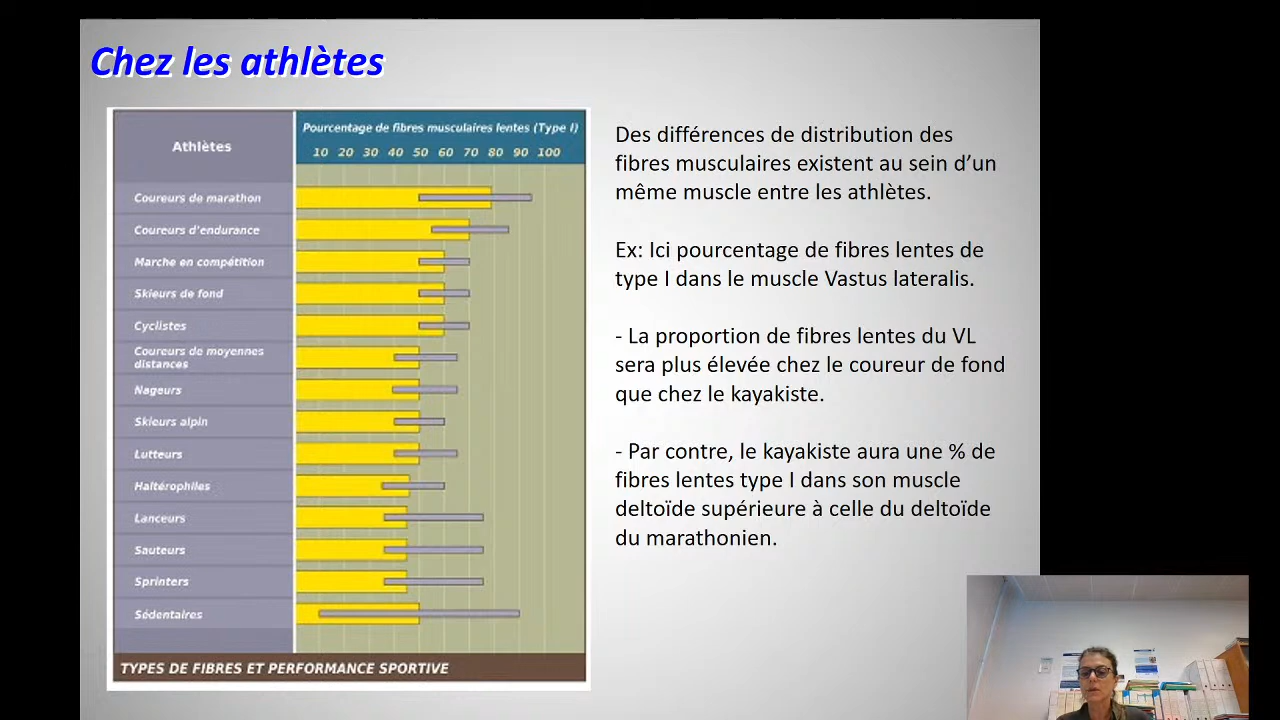 Chez les athlètes
Athlètes
Pourcentage de fibres musculaires lentes (Type I)
10 20 30 40 50 60 70 80 90 100
Coureurs de marathon
Coureurs d'endurance
Marche en compétition
Skieurs de fond
Cyclistes
Coureurs de moyennes
distances
Nageurs
Skieurs alpin
Lutteurs
Haltérophiles
Lanceurs
Sauteurs
Sprinters
Sédentaires
TYPES DE FIBRES ET PERFORMANCE SPORTIVE
Des différences de distribution des
fibres musculaires existent au sein d'un
même muscle entre les athlètes.
Ex: Ici pourcentage de fibres lentes de
type I dans le muscle Vastus lateralis.
- La proportion de fibres lentes du VL
sera plus élevée chez le coureur de fond
que chez le kayakiste.
- Par contre, le kayakiste aura une % de
fibres lentes type I dans son muscle
deltoïde supérieure à celle du deltoïde
du marathonien.